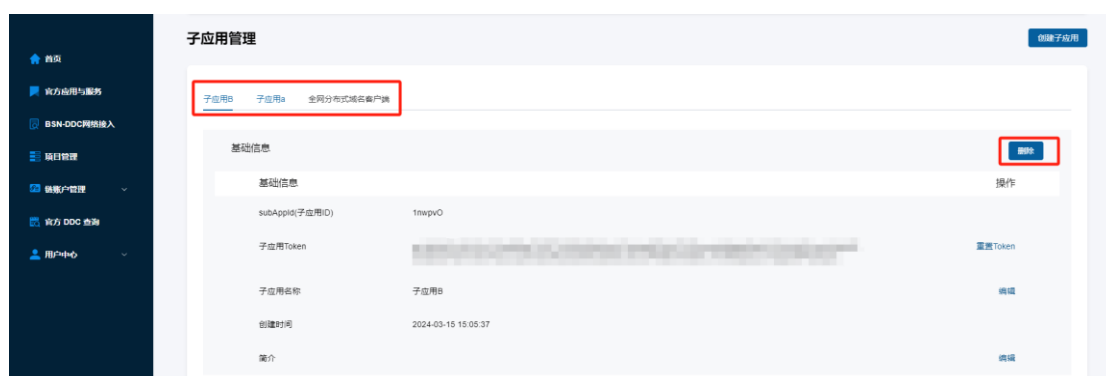 子应用管理
创建子应用
首页
官方应用与服务
BSN-DDC网络接入
项目管理
链账户管理
官方 DDC 查询
用户中心
子应用B 子应用a 全网分布式域名客户端
基础信息
删除
基础信息 操作
subAppId(子应用ID) 1nwpvO
子应用Token 重置Token
子应用名称 子应用B 编辑
创建时间 2024-03-15 15:05:37
简介 编辑